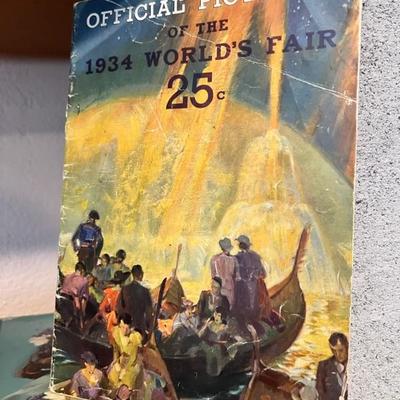 OFFICIAL
OF THE
1934 WORLD'S FAIR
25c